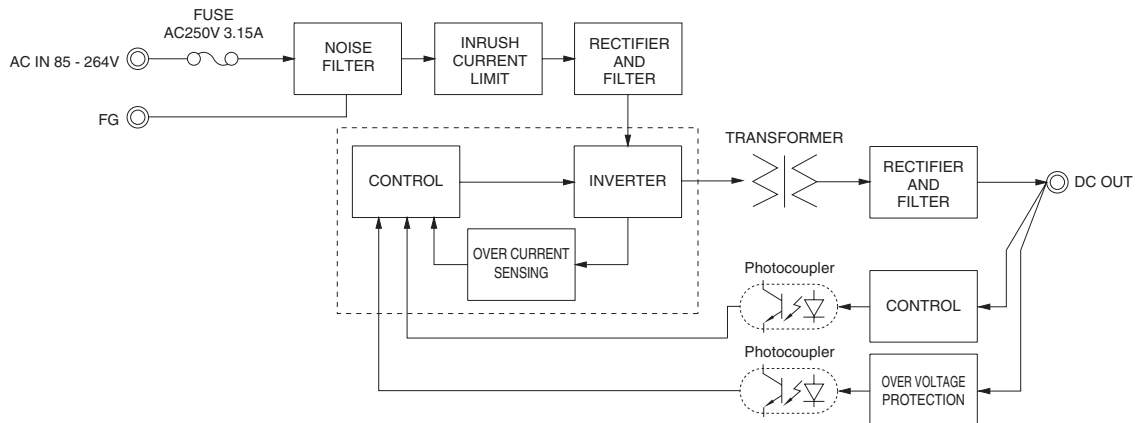 FUSE
AC250V 3.15A
AC IN 85 - 264V
NOISE
FILTER
INRUSH
CURRENT
LIMIT
RECTIFIER
AND
FILTER
FG
TRANSFORMER
CONTROL
INVERTER
RECTIFIER
AND
FILTER
DC OUT
OVER CURRENT
SENSING
Photocoupler
CONTROL
Photocoupler
OVER VOLTAGE
PROTECTION